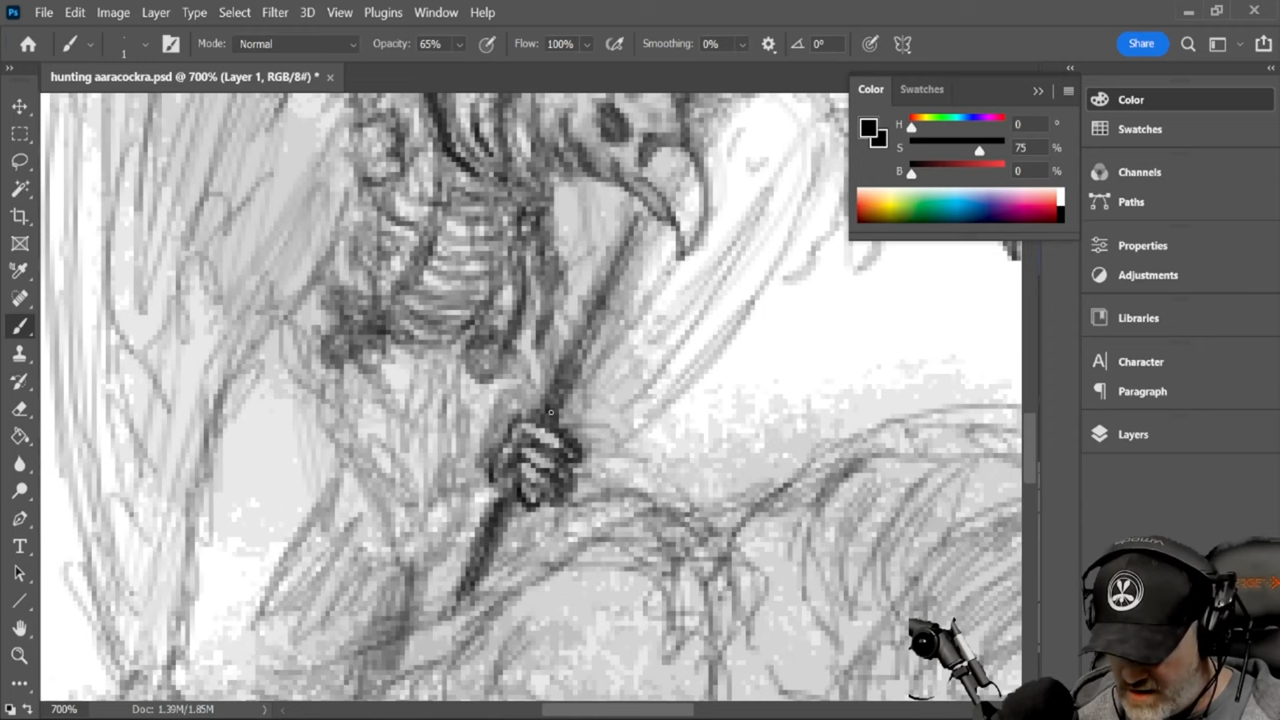 Ps File Edit Image Layer Type Select Filter 3D View Plugins Window Help
1 Mode: Normal Opacity: 65% Flow: 100% Smoothing: 0% 0° Share
hunting aaracockra.psd @ 700% (Layer 1, RGB/8#) *
Color Swatches
H 0 °
S 75 %
B 0 %
Color
Swatches
Channels
Paths
Properties
Adjustments
Libraries
Character
Paragraph
Layers
700% Doc: 1.39M/1.85M